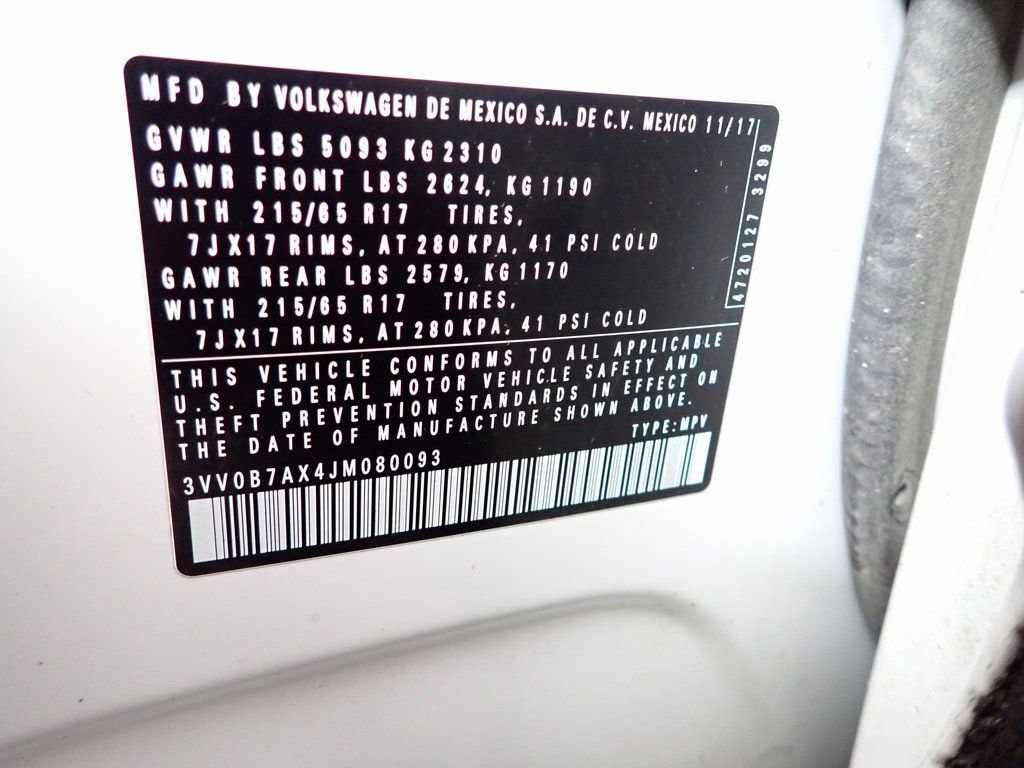 MFD BY VOLKSWAGEN DE MEXICO S.A. DE C.V. MEXICO 11/17
GVWR LBS 5093 KG 2310
GAWR FRONT LBS 2624, KG 1190
WITH 215/65 R17 TIRES,
7JX17 RIMS, AT 280 KPA, 41 PSI COLD
GAWR REAR LBS 2579, KG 1170
WITH 215/65 R17 TIRES,
7JX17 RIMS, AT 280 KPA, 41 PSI COLD
4720127 3299
THIS VEHICLE CONFORMS TO ALL APPLICABLE
U.S. FEDERAL MOTOR VEHICLE SAFETY AND
THEFT PREVENTION STANDARDS IN EFFECT ON
THE DATE OF MANUFACTURE SHOWN ABOVE.
TYPE: MPV
3VV0B7AX4JM080093